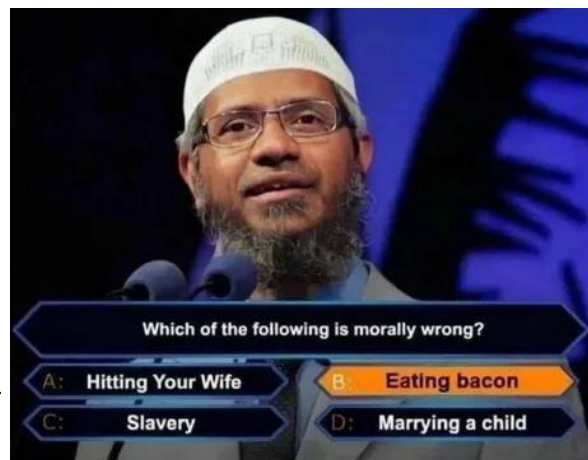 Which of the following is morally wrong?
A: Hitting Your Wife
B: Eating bacon
C: Slavery
D: Marrying a child